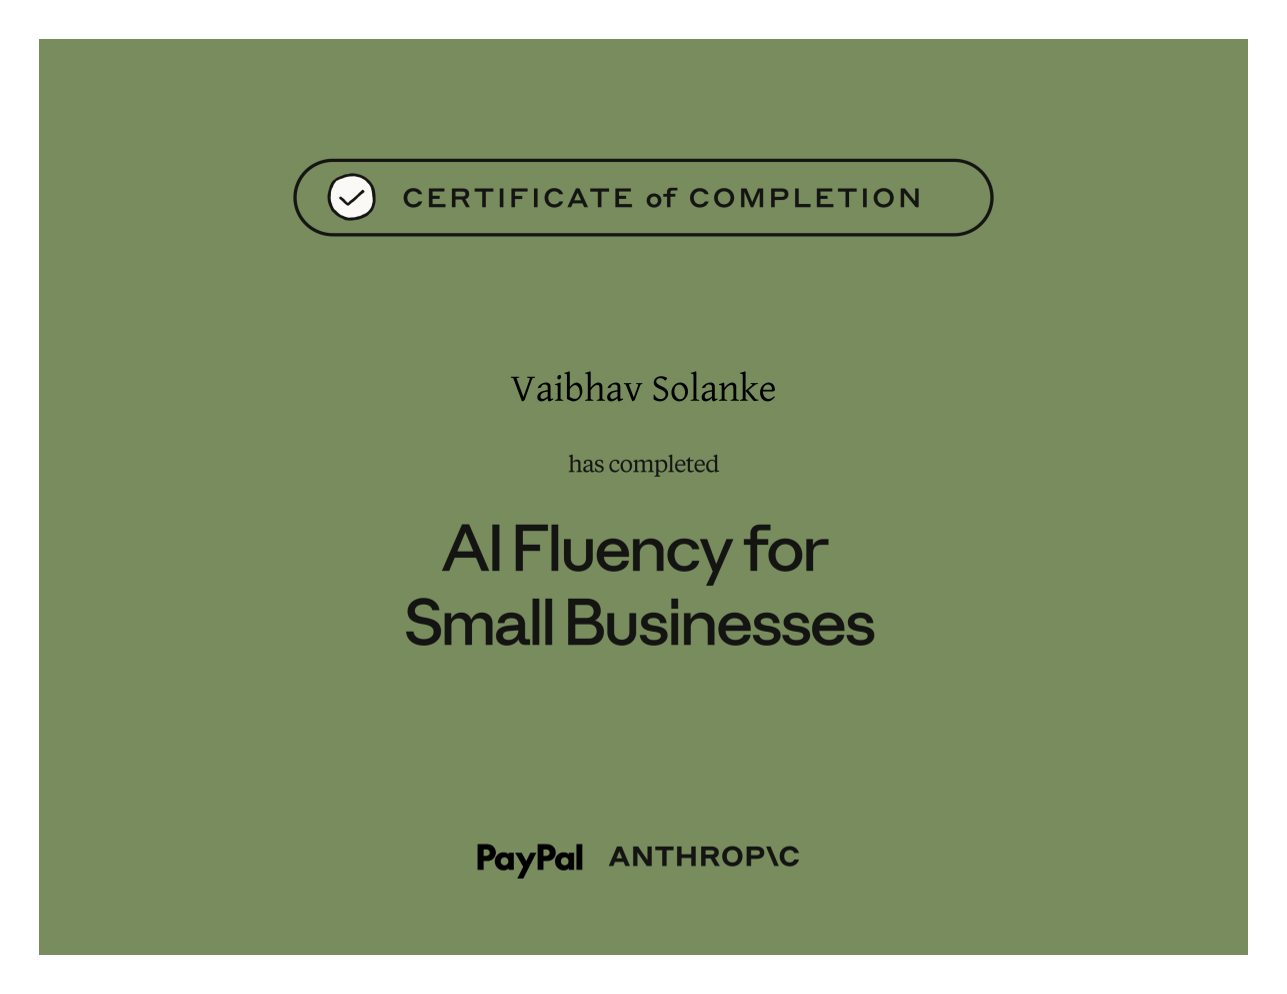 CERTIFICATE of COMPLETION
Vaibhav Solanke
has completed
AI Fluency for
Small Businesses
PayPal ANTHROP\C